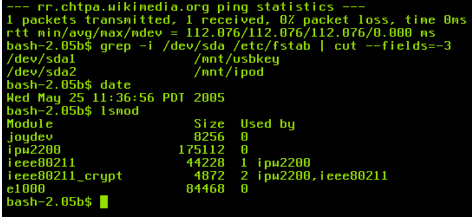 --- rr.chtpa.wikimedia.org ping statistics ---
1 packets transmitted, 1 received, 0% packet loss, time 0ms
rtt min/avg/max/mdev = 112.076/112.076/112.076/0.000 ms
bash-2.05b$ grep -i /dev/sda /etc/fstab | cut --fields=-3
/dev/sda1 /mnt/usbkey
/dev/sda2 /mnt/ipod
bash-2.05b$ date
Wed May 25 11:36:56 PDT 2005
bash-2.05b$ lsmod
Module Size Used by
joydev 8256 0
ipw2200 175112 0
ieee80211 44228 1 ipw2200
ieee80211_crypt 4872 2 ipw2200,ieee80211
e1000 84468 0
bash-2.05b$